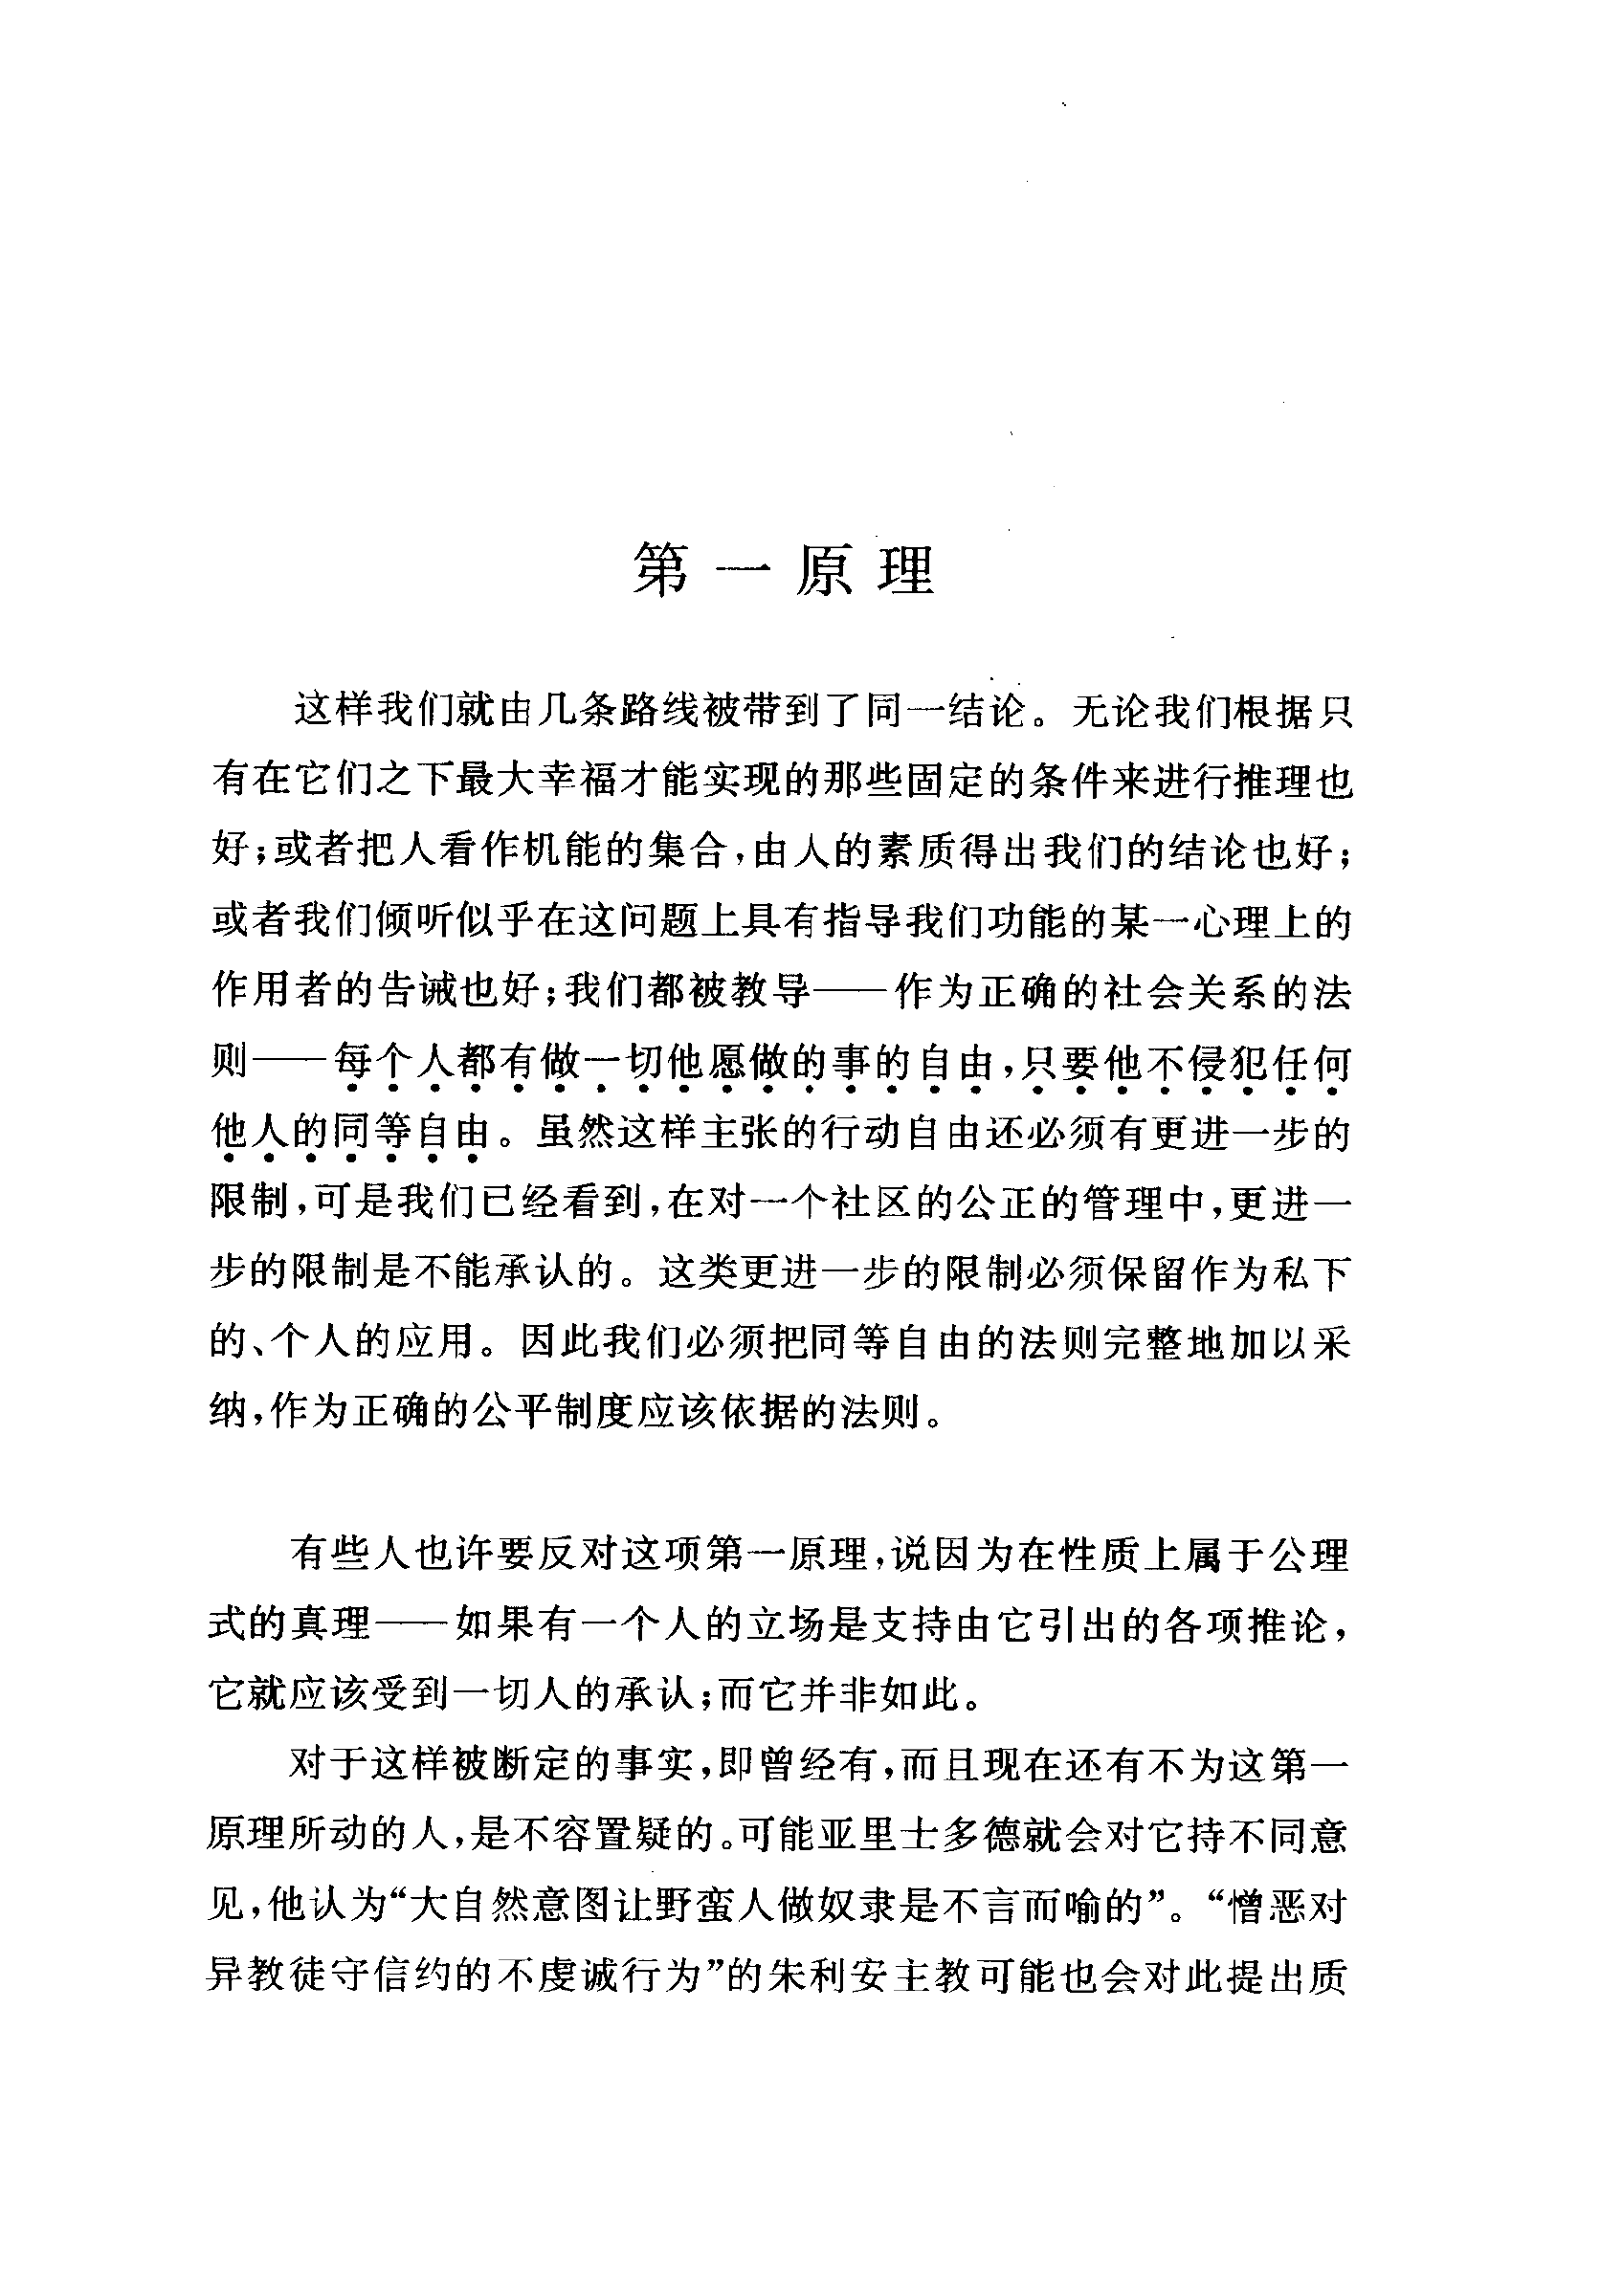 第一原理
这样我们就由几条路线被带到了同一结论。无论我们根据只
有在它们之下最大幸福才能实现的那些固定的条件来进行推理也
好;或者把人看作机能的集合,由人的素质得出我们的结论也好;
或者我们倾听似乎在这问题上具有指导我们功能的某一心理上的
作用者的告诫也好;我们都被教导——作为正确的社会关系的法
则——每个人都有做一切他愿做的事的自由,只要他不侵犯任何
他人的同等自由。虽然这样主张的行动自由还必须有更进一步的
限制,可是我们已经看到,在对一个社区的公正的管理中,更进一
步的限制是不能承认的。这类更进一步的限制必须保留作为私下
的、个人的应用。因此我们必须把同等自由的法则完整地加以采
纳,作为正确的公平制度应该依据的法则。
有些人也许要反对这项第一原理,说因为在性质上属于公理
式的真理——如果有一个人的立场是支持由它引出的各项推论,
它就应该受到一切人的承认;而它并非如此。
对于这样被断定的事实,即曾经有,而且现在还有不为这第一
原理所动的人,是不容置疑的。可能亚里士多德就会对它持不同意
见,他认为“大自然意图让野蛮人做奴隶是不言而喻的”。“憎恶对
异教徒守信约的不虔诚行为”的朱利安主教可能也会对此提出质